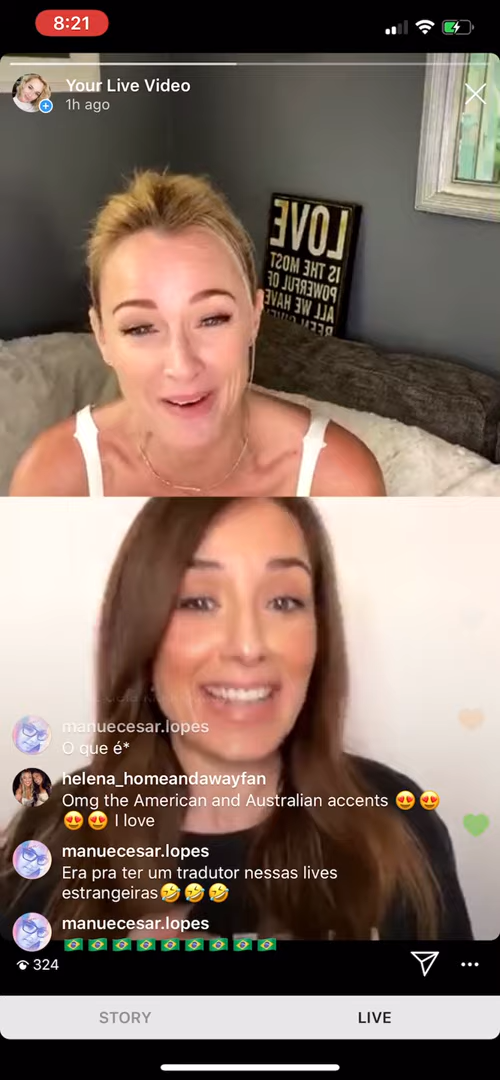 8:21
Your Live Video
1h ago
LOVE
IS THE MOST
POWERFUL OF
ALL WE HAVE
BEEN GIVEN
manuecesar.lopes
O que é*
helena_homeandawayfan
Omg the American and Australian accents 😍😍
😍😍 I love
manuecesar.lopes
Era pra ter um tradutor nessas lives
estrangeiras🤣🤣🤣
manuecesar.lopes
🇧🇷🇧🇷🇧🇷🇧🇷🇧🇷🇧🇷🇧🇷🇧🇷🇧🇷
324
STORY
LIVE